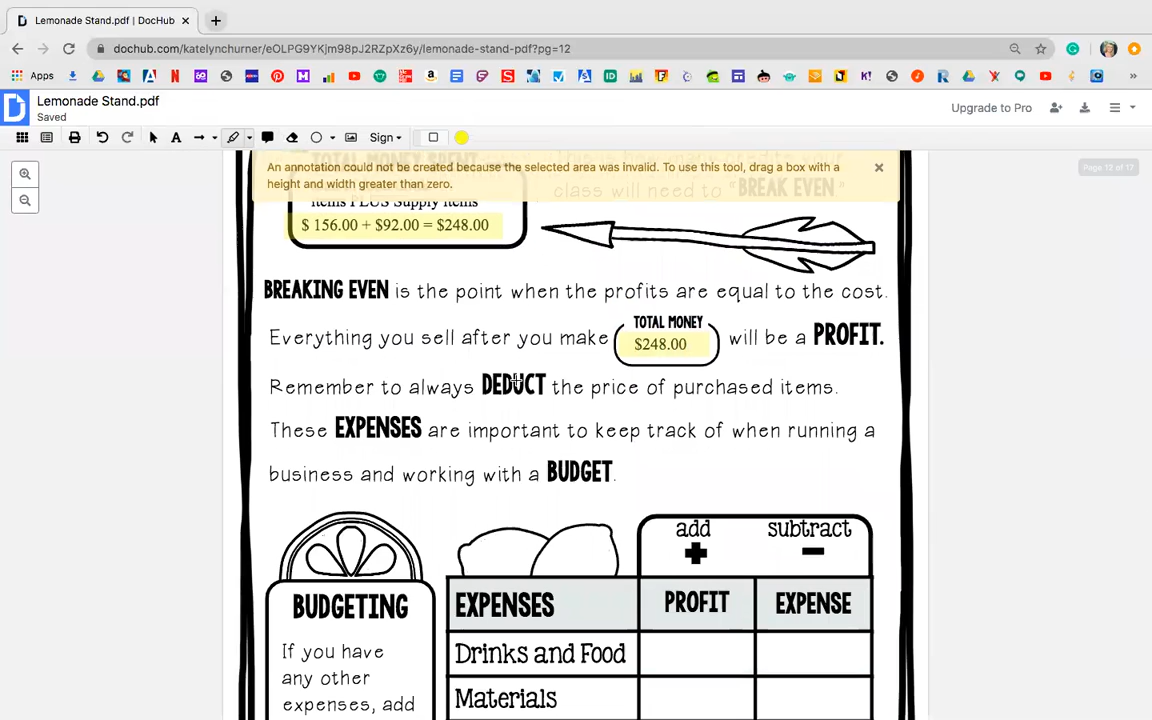 Lemonade Stand.pdf | DocHub
dochub.com/katelynchurner/eOLPG9YKjm98pJ2RZpXz6y/lemonade-stand-pdf?pg=12
Apps
Lemonade Stand.pdf
Saved
Upgrade to Pro
Sign
Page 12 of 17
An annotation could not be created because the selected area was invalid. To use this tool, drag a box with a
height and width greater than zero.
class will need to "BREAK EVEN"
items PLUS Supply items
$ 156.00 + $92.00 = $248.00
BREAKING EVEN is the point when the profits are equal to the cost.
TOTAL MONEY
Everything you sell after you make $248.00 will be a PROFIT.
Remember to always DEDUCT the price of purchased items.
These EXPENSES are important to keep track of when running a
business and working with a BUDGET.
add subtract
+ −
BUDGETING
If you have
any other
expenses, add
EXPENSES PROFIT EXPENSE
Drinks and Food
Materials